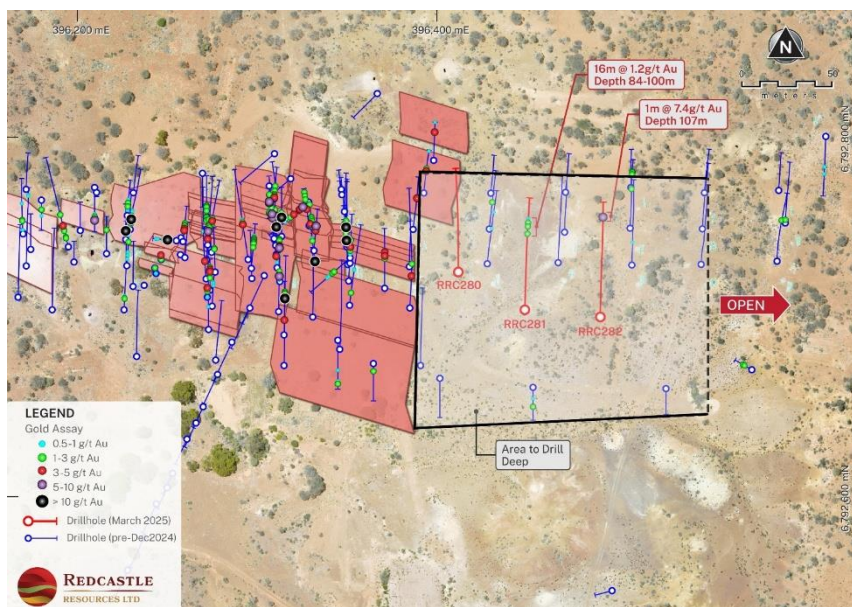 396,200 mE
396,400 mE
N
0 50
meters
16m @ 1.2g/t Au
Depth 84-100m
1m @ 7.4g/t Au
Depth 107m
6,792,800 mN
RRC280
RRC281
RRC282
OPEN
Area to Drill
Deep
6,792,600 mN
LEGEND
Gold Assay
0.5-1 g/t Au
1-3 g/t Au
3-5 g/t Au
5-10 g/t Au
> 10 g/t Au
Drillhole (March 2025)
Drillhole (pre-Dec2024)
REDCASTLE
RESOURCES LTD